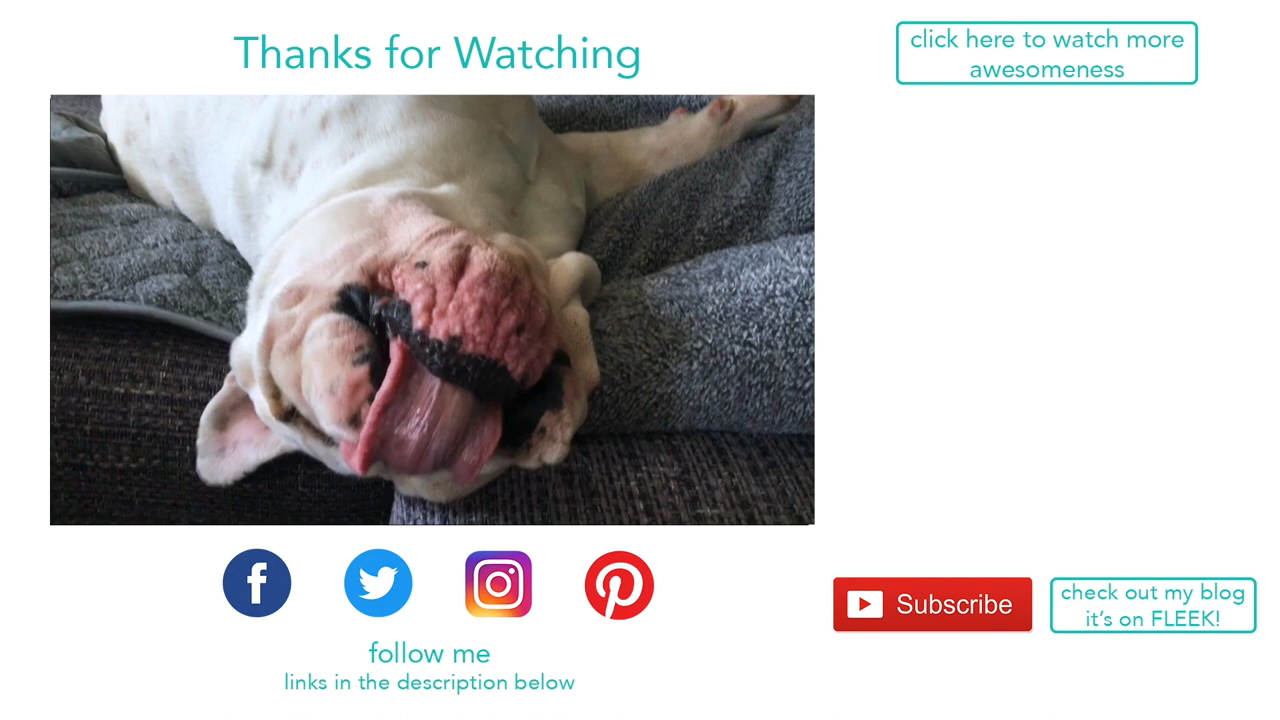 Thanks for Watching
click here to watch more
awesomeness
Subscribe
check out my blog
it's on FLEEK!
follow me
links in the description below